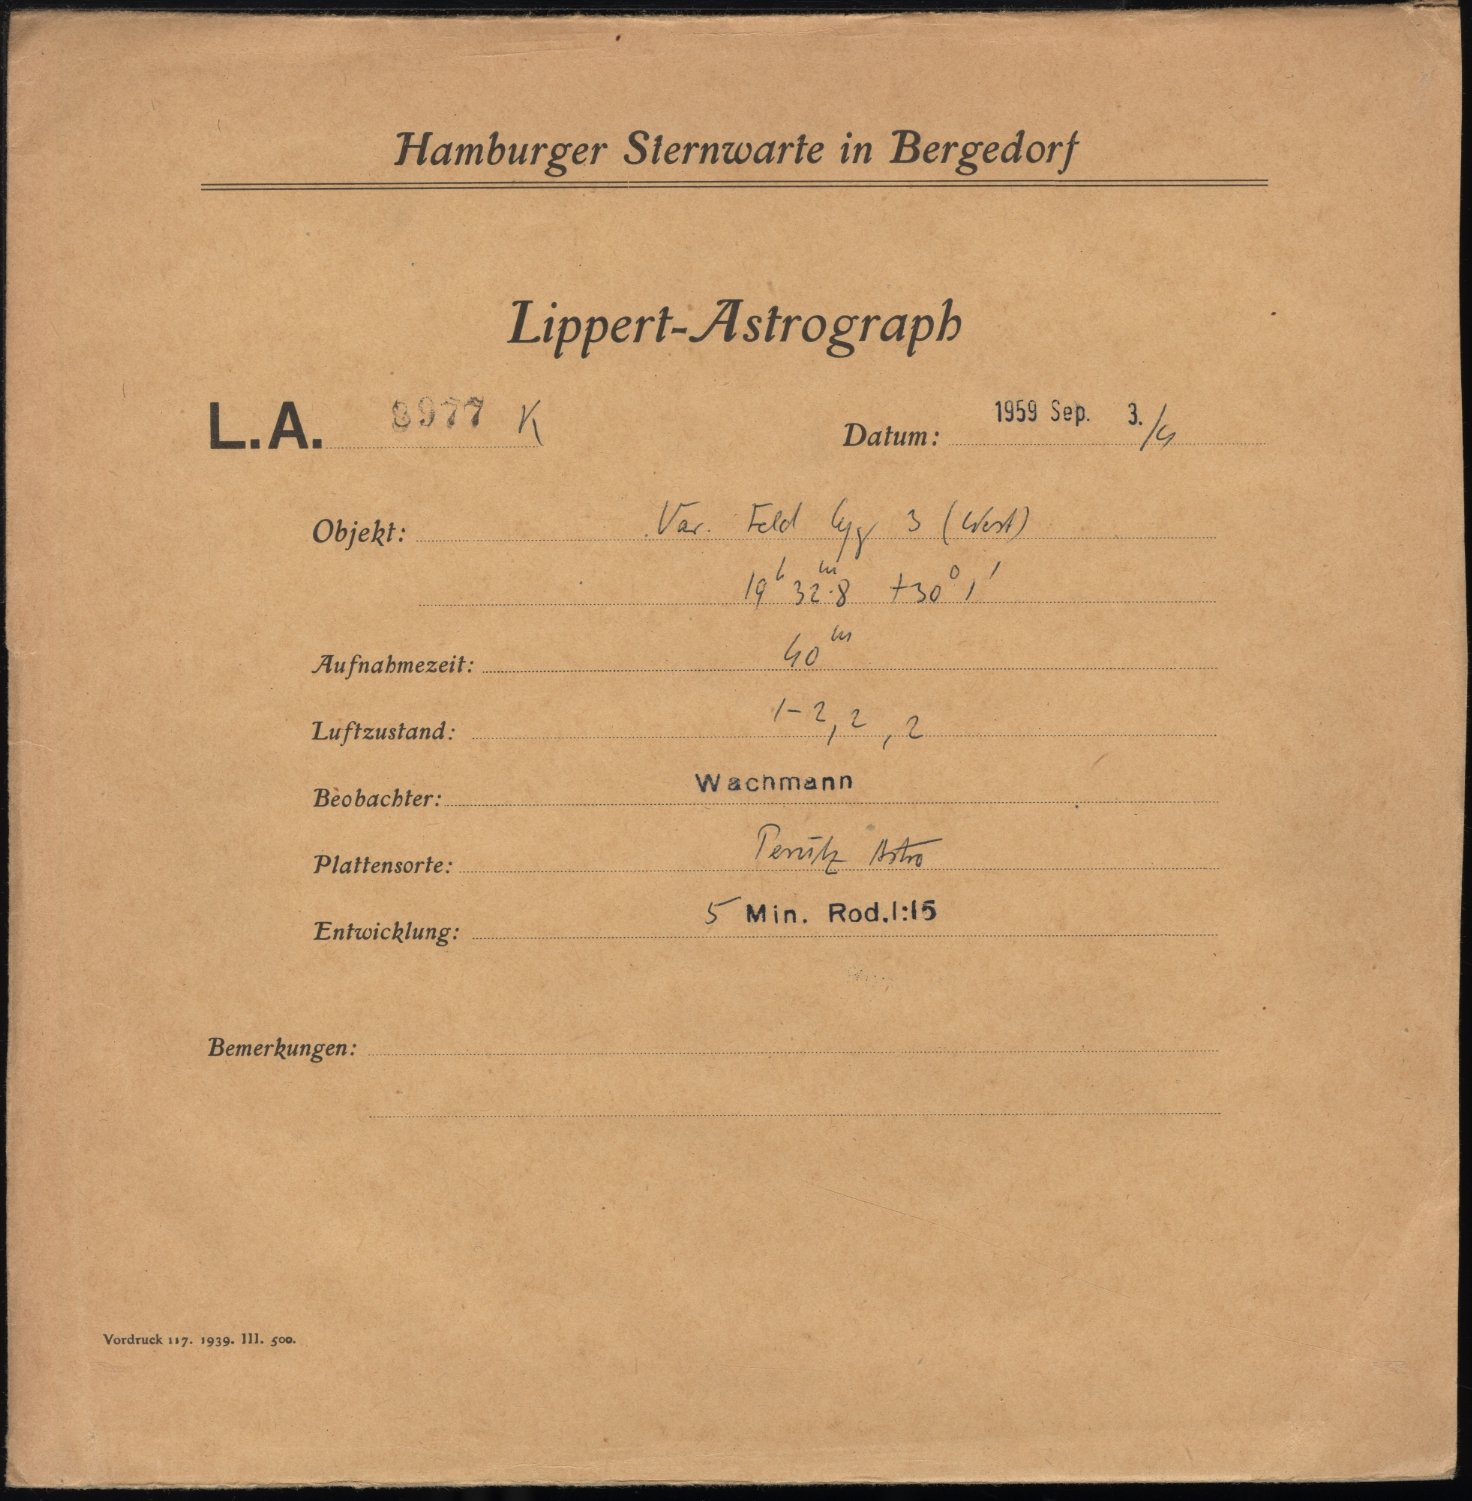 Hamburger Sternwarte in Bergedorf
Lippert-Astrograph
L.A. 8977 K
Datum: 1959 Sep. 3./4
Objekt: Var. Feld Cyg 3 (West)
19h 32m.8 +30° 1'
Aufnahmezeit: 40m
Luftzustand: 1-2, 2, 2
Beobachter: Wachmann
Plattensorte: Perutz Astro
Entwicklung: 5 Min. Rod.1:15
Bemerkungen:
Vordruck 117. 1939. III. 500.